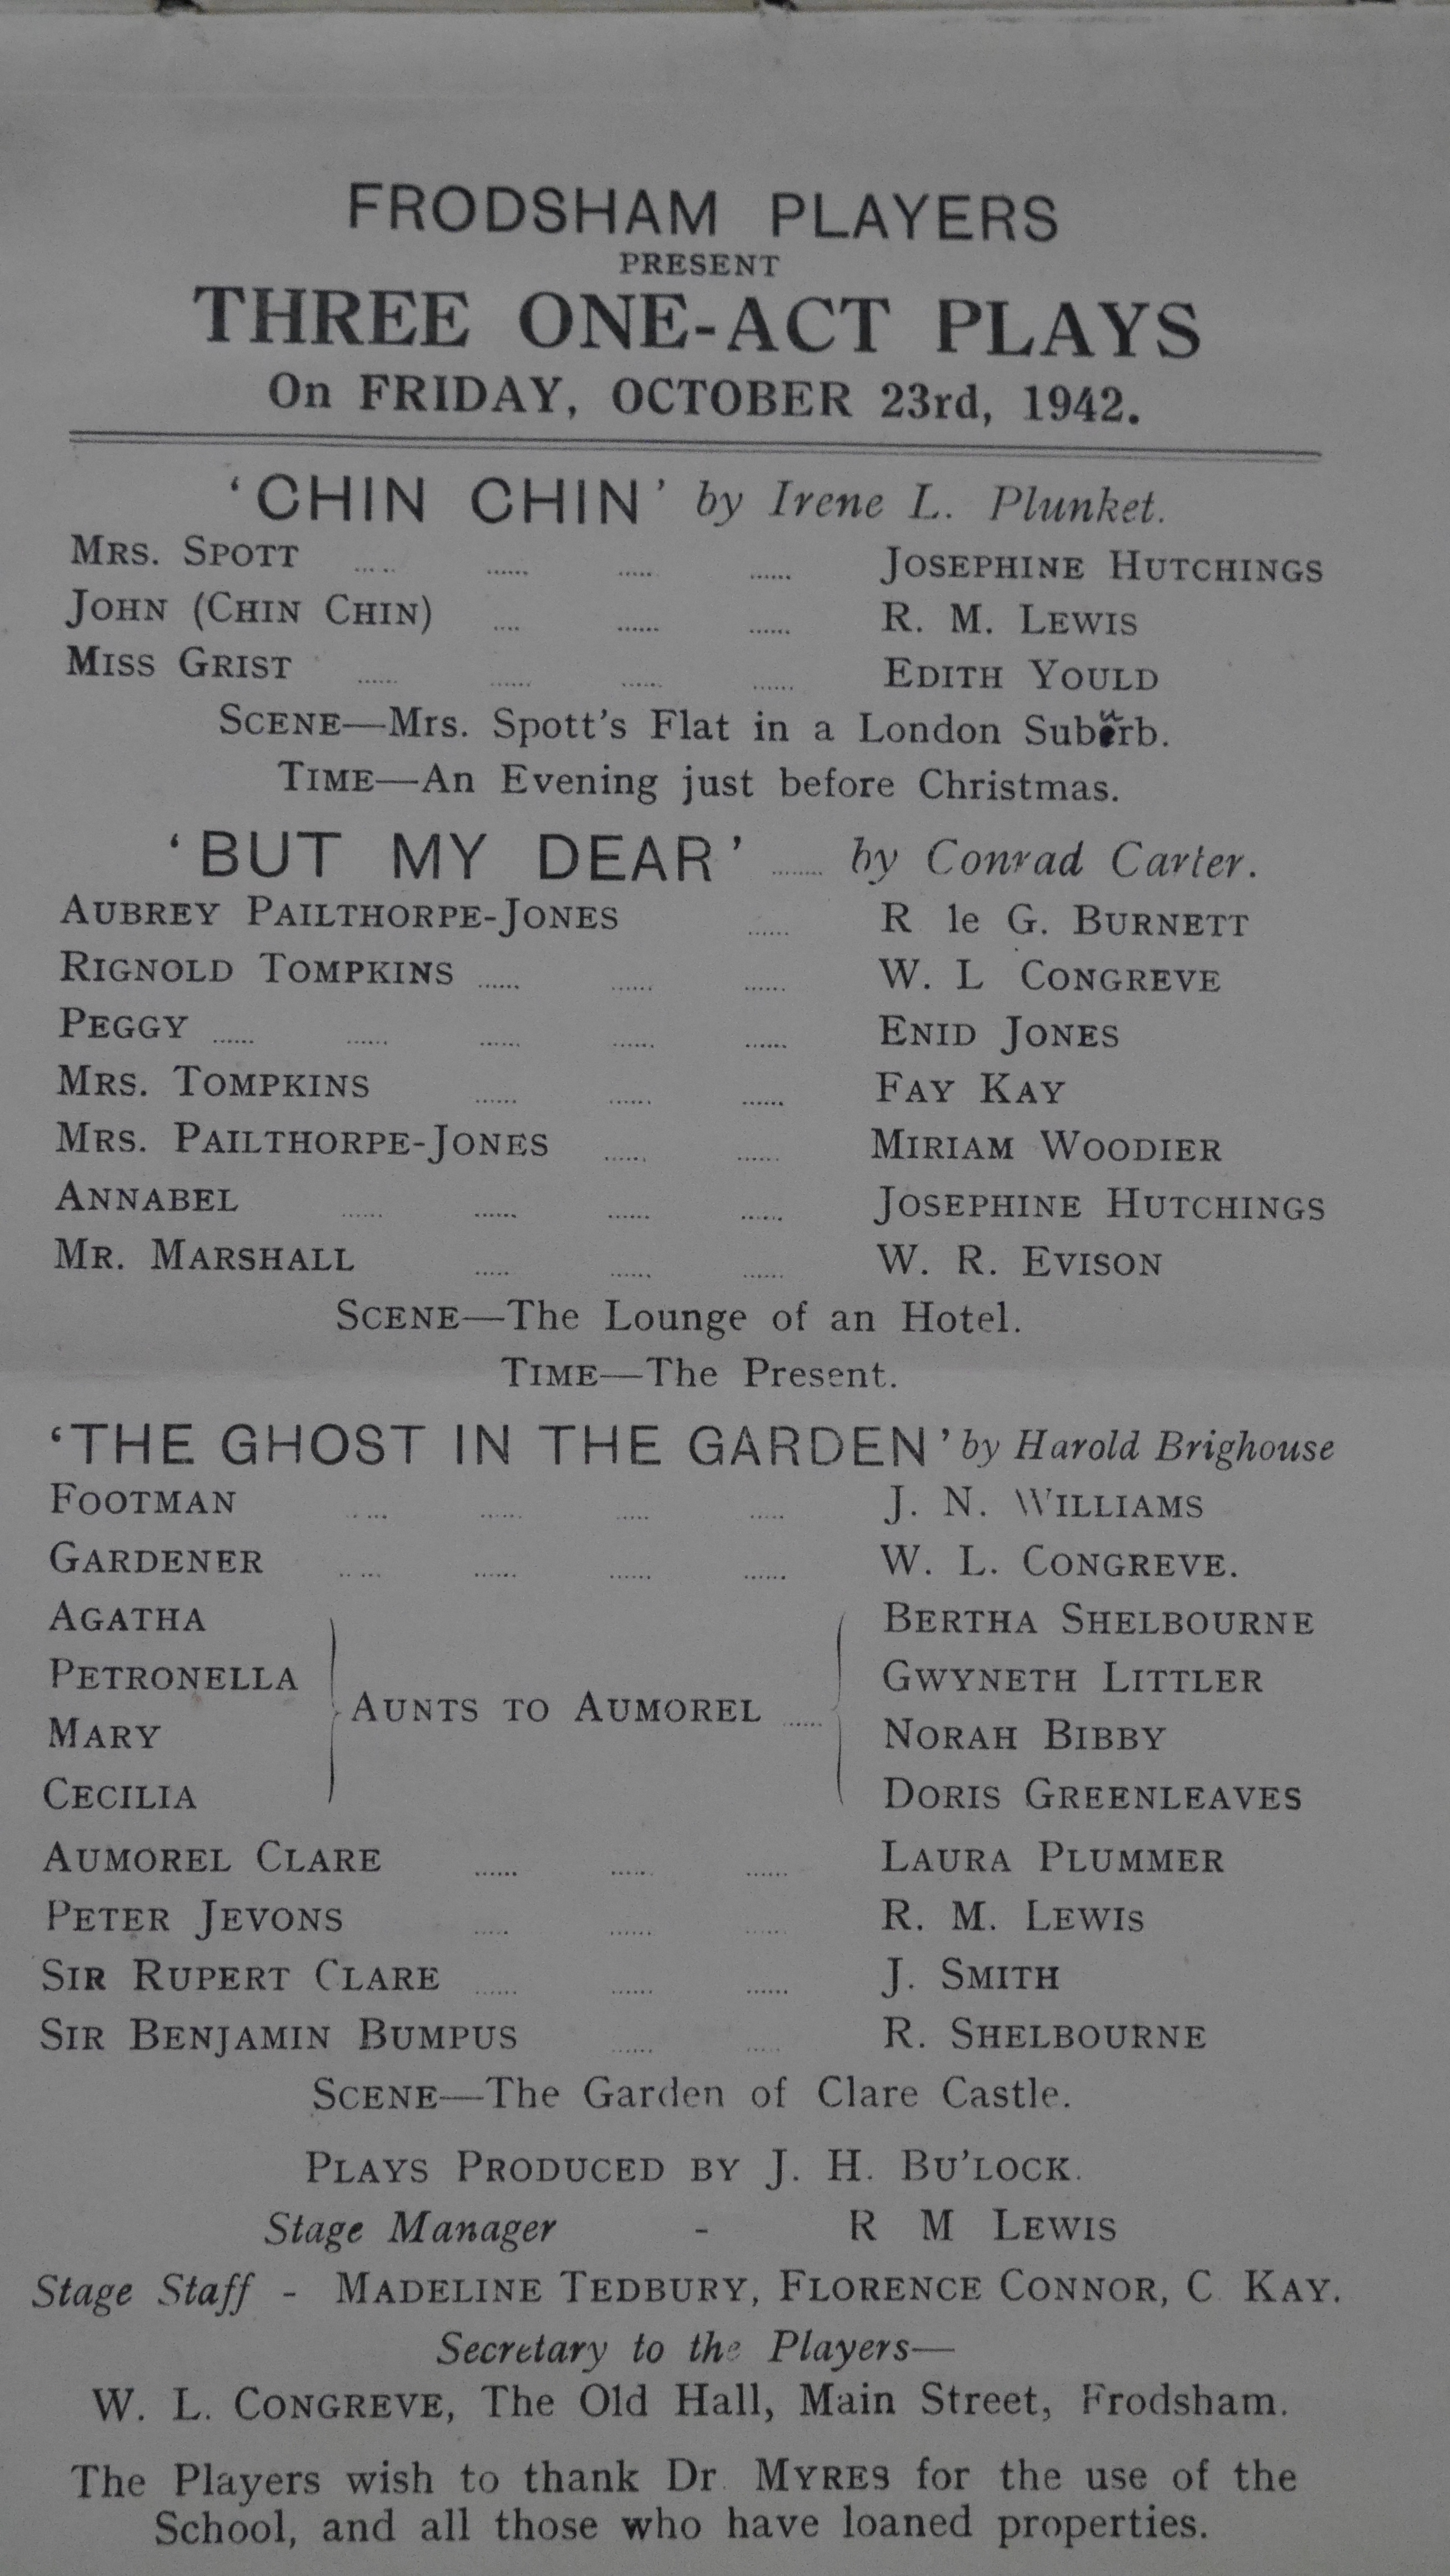 FRODSHAM PLAYERS
PRESENT
THREE ONE-ACT PLAYS
On FRIDAY, OCTOBER 23rd, 1942.
'CHIN CHIN' by Irene L. Plunket.
MRS. SPOTT .... .. ...... ..... ...... JOSEPHINE HUTCHINGS
JOHN (CHIN CHIN) .... ...... ...... R. M. LEWIS
MISS GRIST ...... ...... ...... ...... EDITH YOULD
SCENE—Mrs. Spott's Flat in a London Suburb.
TIME—An Evening just before Christmas.
'BUT MY DEAR' ........ by Conrad Carter.
AUBREY PAILTHORPE-JONES ...... R le G. BURNETT
RIGNOLD TOMPKINS ...... ...... ...... W. L CONGREVE
PEGGY ...... ...... ...... ...... ...... ENID JONES
MRS. TOMPKINS ...... ...... ...... FAY KAY
MRS. PAILTHORPE-JONES ...... ...... MIRIAM WOODIER
ANNABEL ...... ...... ...... ...... JOSEPHINE HUTCHINGS
MR. MARSHALL ..... ...... ...... W. R. EVISON
SCENE—The Lounge of an Hotel.
TIME—The Present.
'THE GHOST IN THE GARDEN' by Harold Brighouse
FOOTMAN .. ... ...... ..... ..... J. N. WILLIAMS
GARDENER .. ... ...... ...... ...... W. L. CONGREVE.
AGATHA BERTHA SHELBOURNE
PETRONELLA GWYNETH LITTLER
AUNTS TO AUMOREL ......
MARY NORAH BIBBY
CECILIA DORIS GREENLEAVES
AUMOREL CLARE ...... ...... ...... LAURA PLUMMER
PETER JEVONS ..... ...... ...... R. M. LEWIS
SIR RUPERT CLARE ...... ...... ...... J. SMITH
SIR BENJAMIN BUMPUS ...... ..... R. SHELBOURNE
SCENE—The Garden of Clare Castle.
PLAYS PRODUCED BY J. H. BU'LOCK.
Stage Manager - R M LEWIS
Stage Staff - MADELINE TEDBURY, FLORENCE CONNOR, C. KAY.
Secretary to the Players—
W. L. CONGREVE, The Old Hall, Main Street, Frodsham.
The Players wish to thank Dr. MYRES for the use of the
School, and all those who have loaned properties.